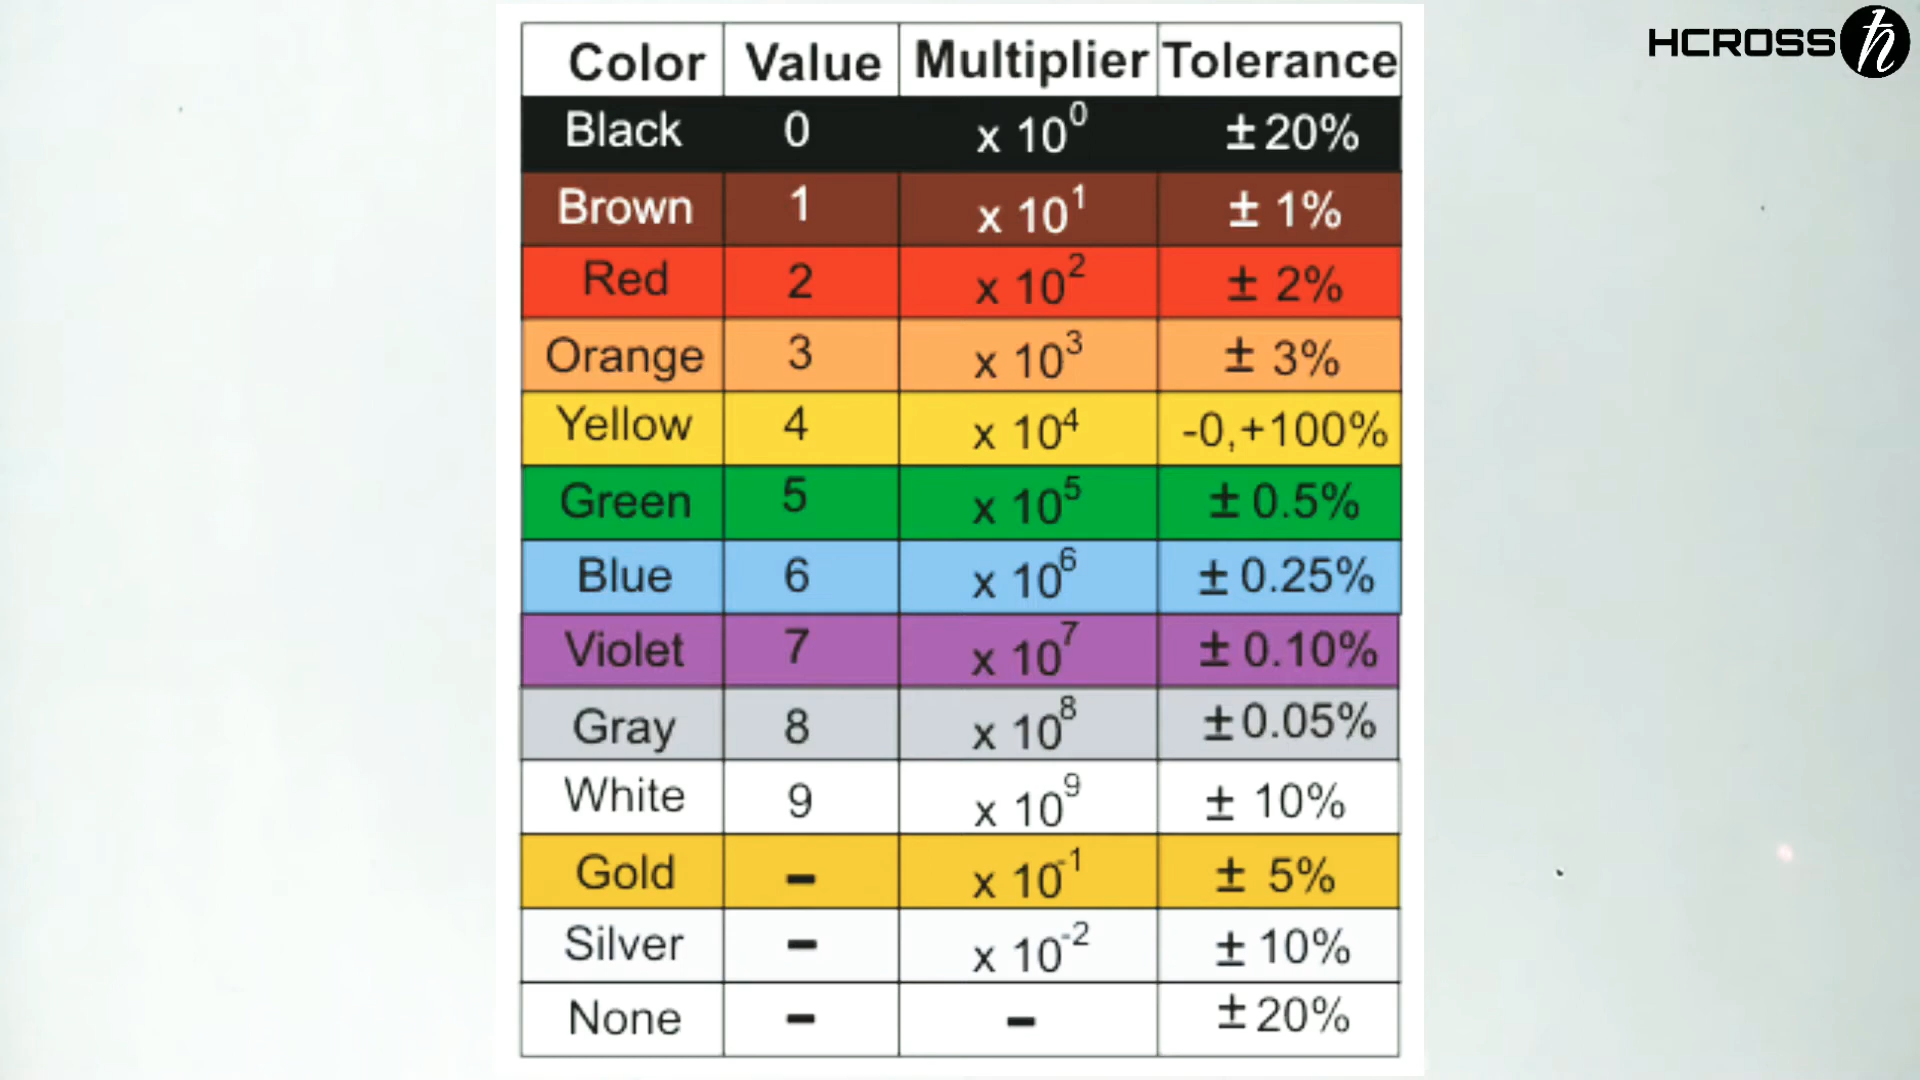 HCROSS ℏ
Color Value Multiplier Tolerance
Black 0 x 10⁰ ± 20%
Brown 1 x 10¹ ± 1%
Red 2 x 10² ± 2%
Orange 3 x 10³ ± 3%
Yellow 4 x 10⁴ -0,+100%
Green 5 x 10⁵ ± 0.5%
Blue 6 x 10⁶ ± 0.25%
Violet 7 x 10⁷ ± 0.10%
Gray 8 x 10⁸ ± 0.05%
White 9 x 10⁹ ± 10%
Gold - x 10⁻¹ ± 5%
Silver - x 10⁻² ± 10%
None - - ± 20%